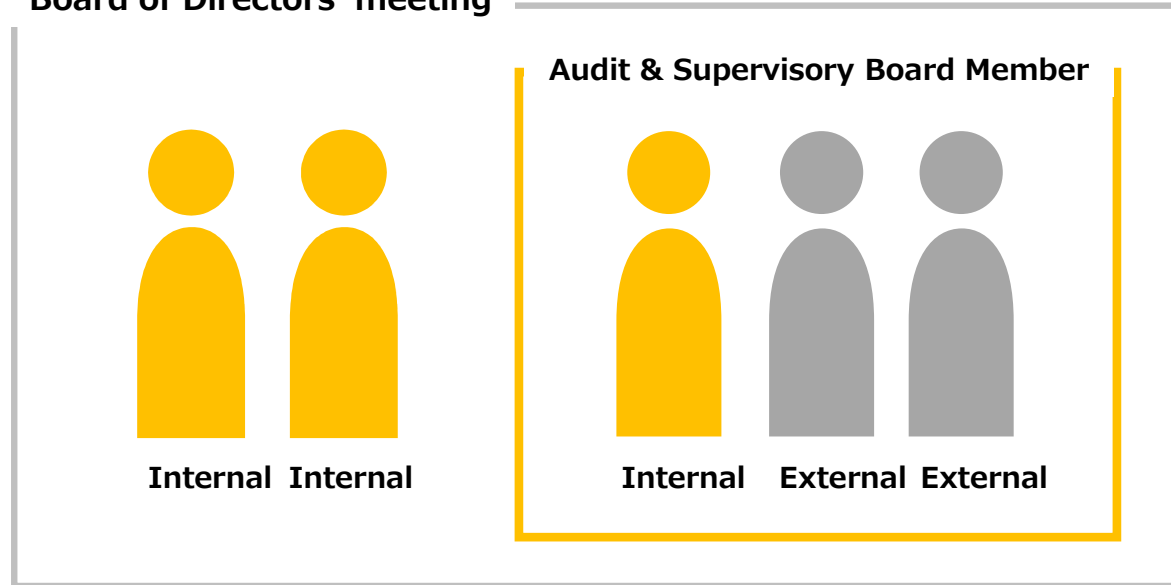 Board of Directors' meeting
Audit & Supervisory Board Member
Internal Internal
Internal External External